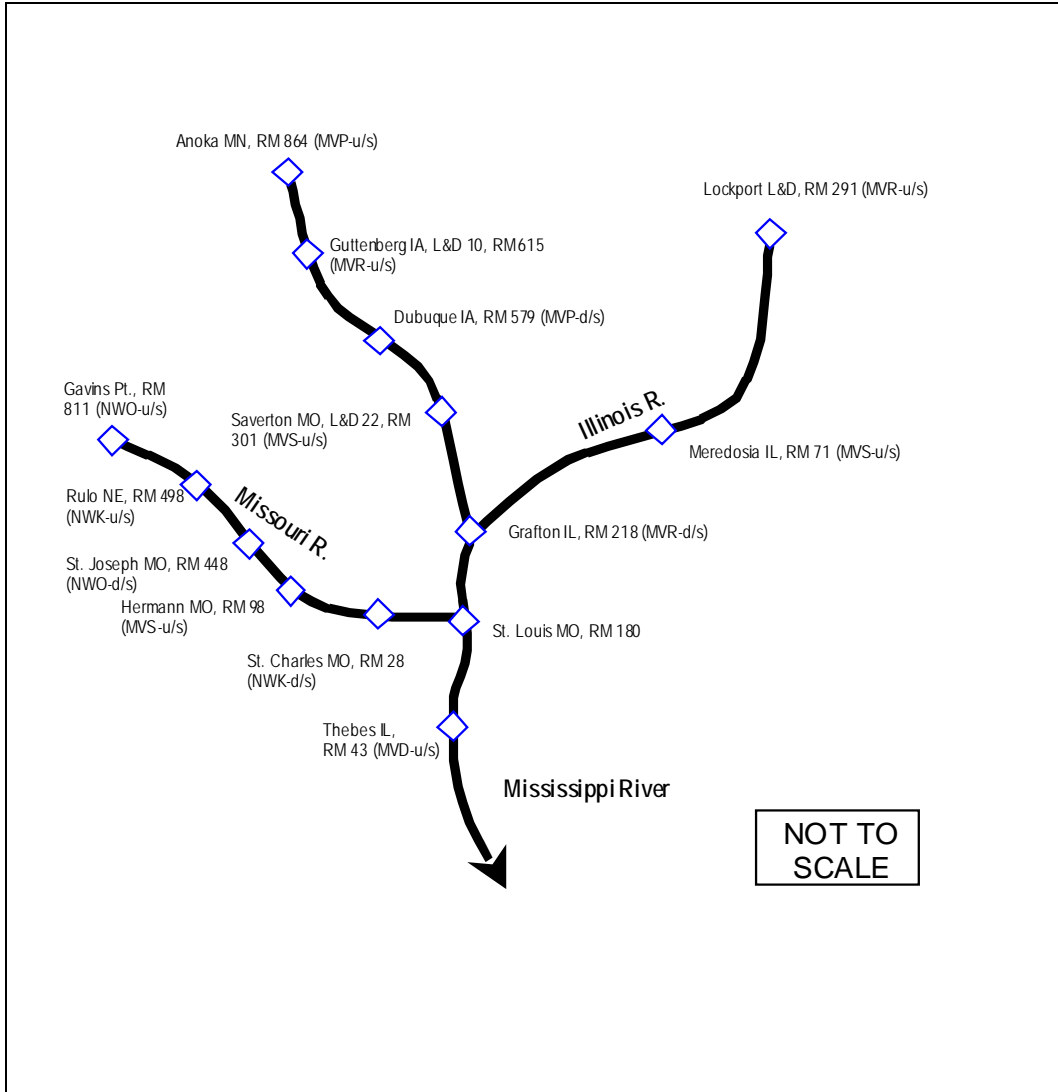 Anoka MN, RM 864 (MVP-u/s)
Lockport L&D, RM 291 (MVR-u/s)
Guttenberg IA, L&D 10, RM 615
(MVR-u/s)
Dubuque IA, RM 579 (MVP-d/s)
Gavins Pt., RM
811 (NWO-u/s)
Saverton MO, L&D 22, RM
301 (MVS-u/s)
Illinois R.
Meredosia IL, RM 71 (MVS-u/s)
Rulo NE, RM 498
(NWK-u/s)
Missouri R.
Grafton IL, RM 218 (MVR-d/s)
St. Joseph MO, RM 448
(NWO-d/s)
Hermann MO, RM 98
(MVS-u/s)
St. Louis MO, RM 180
St. Charles MO, RM 28
(NWK-d/s)
Thebes IL,
RM 43 (MVD-u/s)
Mississippi River
NOT TO
SCALE